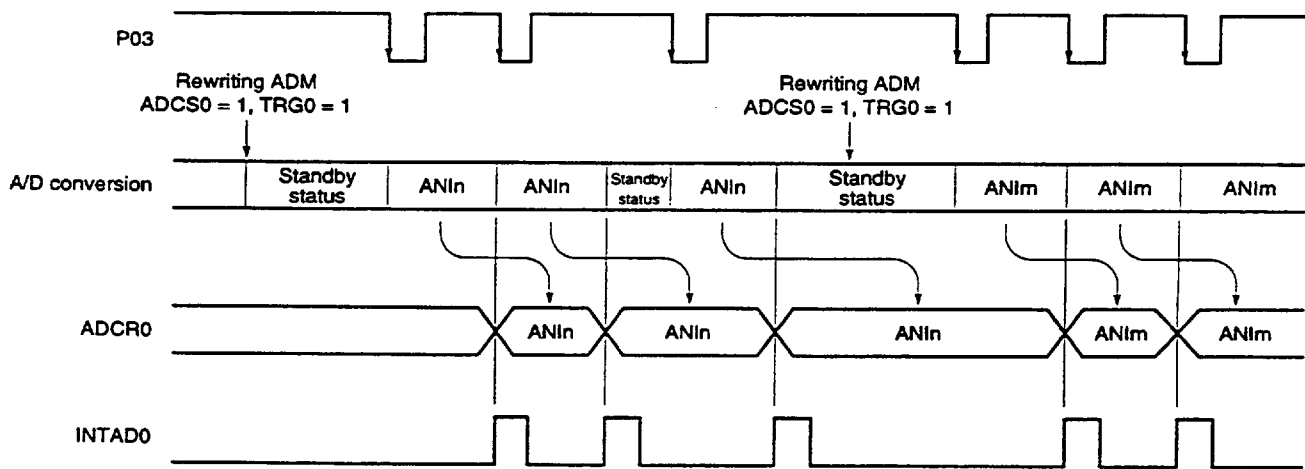 P03
Rewriting ADM
ADCS0 = 1, TRG0 = 1
Rewriting ADM
ADCS0 = 1, TRG0 = 1
A/D conversion
Standby
status
ANIn
ANIn
Standby
status
ANIn
Standby
status
ANIm
ANIm
ANIm
ADCR0
ANIn
ANIn
ANIn
ANIm
ANIm
INTAD0